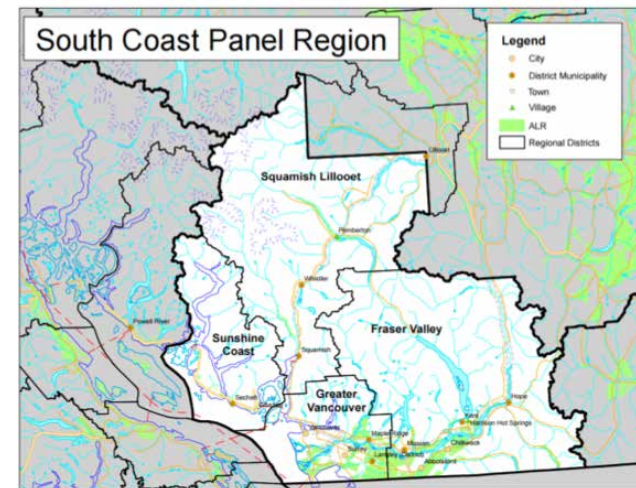 South Coast Panel Region
Legend
City
District Municipality
Town
Village
ALR
Regional Districts
Lillooet
Squamish Lillooet
Pemberton
Whistler
Powell River
Fraser Valley
Sunshine
Coast
Squamish
Sechelt
Greater
Vancouver
Hope
Kent
Harrison Hot Springs
Maple Ridge
Mission
Chilliwack
Surrey
Abbotsford